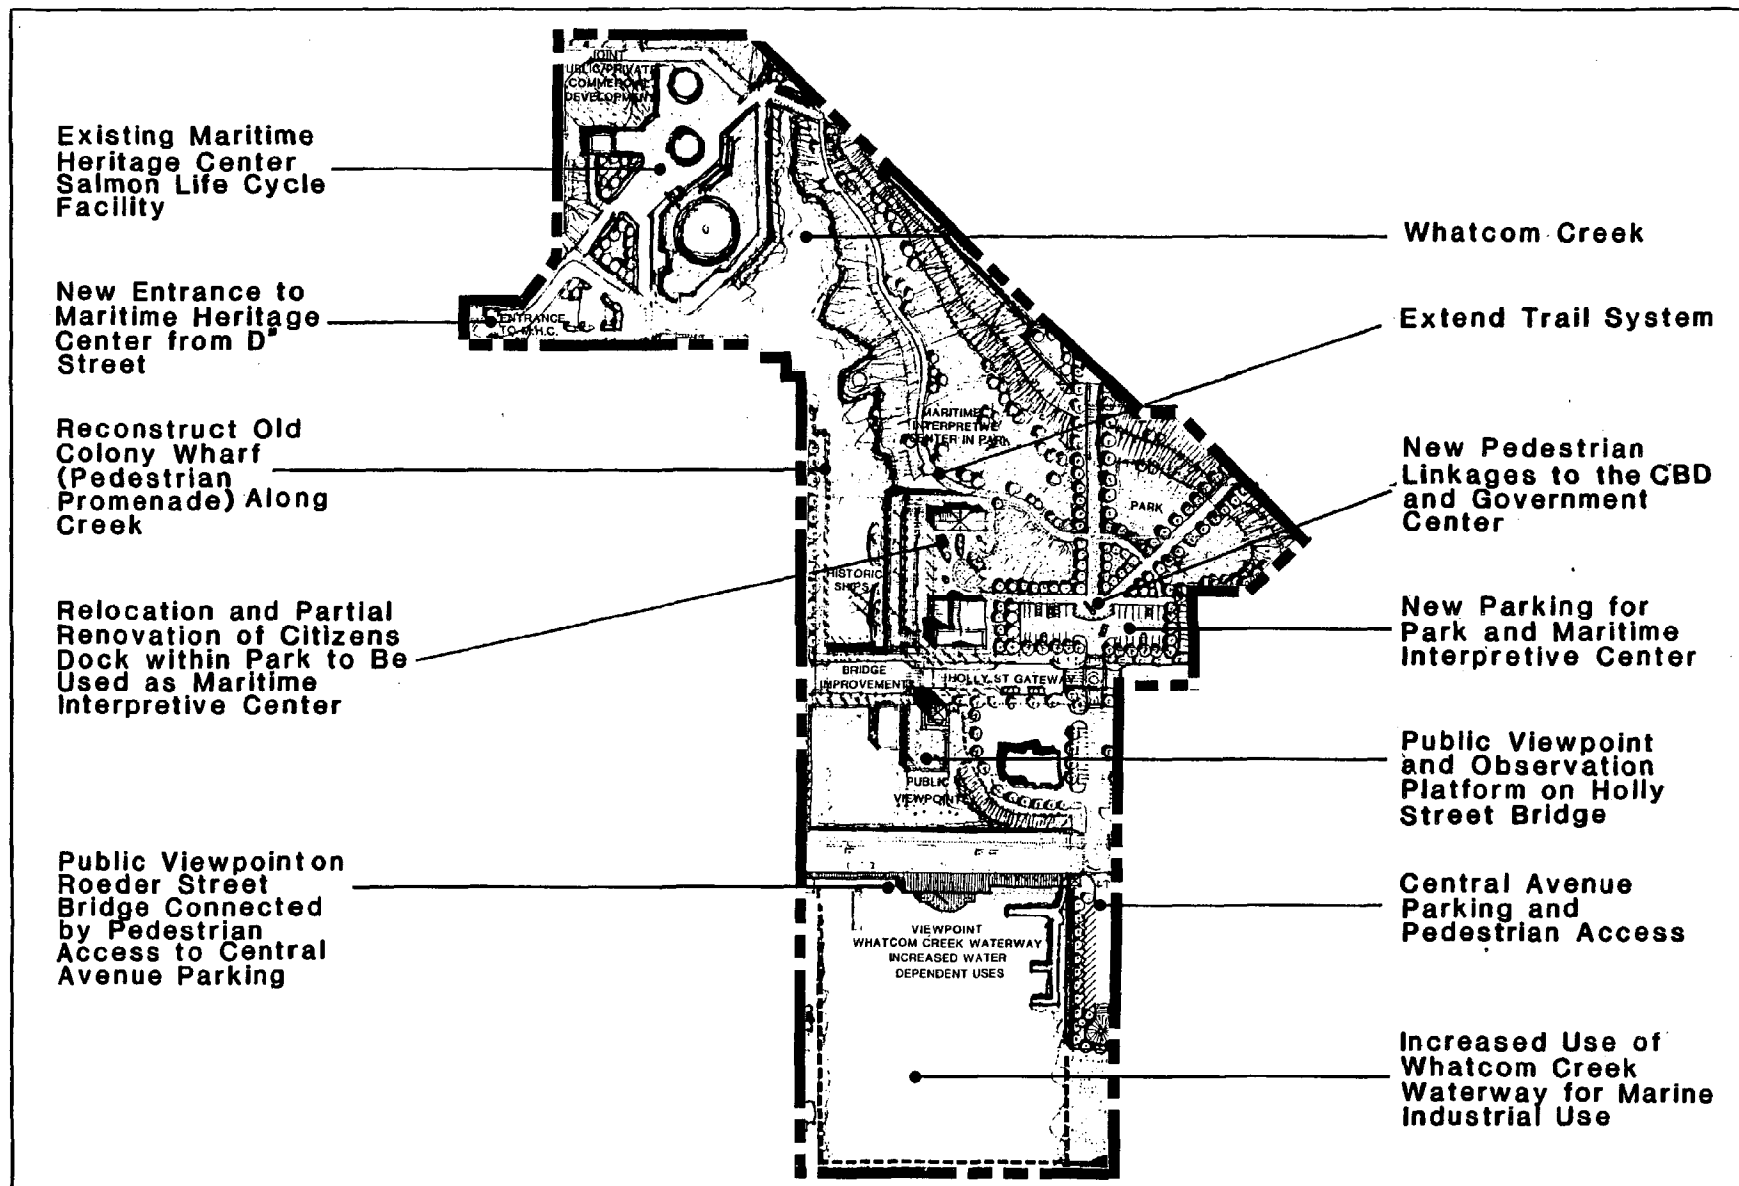 JOINT
UBLIC/PRIVATE
COMMERCIAL
DEVELOPMENT
Existing Maritime
Heritage Center
Salmon Life Cycle
Facility
New Entrance to
Maritime Heritage
Center from D"
Street
ENTRANCE
TO M.H.C.
Reconstruct Old
Colony Wharf
(Pedestrian
Promenade) Along
Creek
Relocation and Partial
Renovation of Citizens
Dock within Park to Be
Used as Maritime
Interpretive Center
Public Viewpoint on
Roeder Street
Bridge Connected
by Pedestrian
Access to Central
Avenue Parking
MARITIME
INTERPRETIVE
CENTER IN PARK
PARK
HISTORIC
SHIPS
BRIDGE
IMPROVEMENT
HOLLY ST GATEWAY
PUBLIC
VIEWPOINT
VIEWPOINT
WHATCOM CREEK WATERWAY
INCREASED WATER
DEPENDENT USES
Whatcom Creek
Extend Trail System
New Pedestrian
Linkages to the CBD
and Government
Center
New Parking for
Park and Maritime
Interpretive Center
Public Viewpoint
and Observation
Platform on Holly
Street Bridge
Central Avenue
Parking and
Pedestrian Access
Increased Use of
Whatcom Creek
Waterway for Marine
Industrial Use